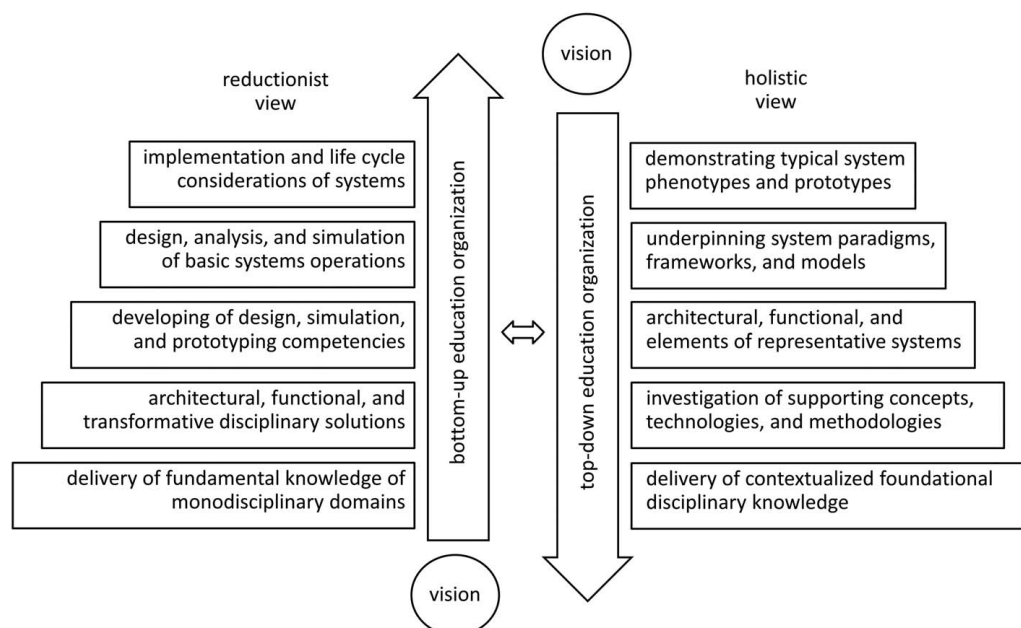 vision
reductionist
view
holistic
view
implementation and life cycle
considerations of systems
design, analysis, and simulation
of basic systems operations
developing of design, simulation,
and prototyping competencies
architectural, functional, and
transformative disciplinary solutions
delivery of fundamental knowledge of
monodisciplinary domains
bottom-up education organization
vision
top-down education organization
demonstrating typical system
phenotypes and prototypes
underpinning system paradigms,
frameworks, and models
architectural, functional, and
elements of representative systems
investigation of supporting concepts,
technologies, and methodologies
delivery of contextualized foundational
disciplinary knowledge